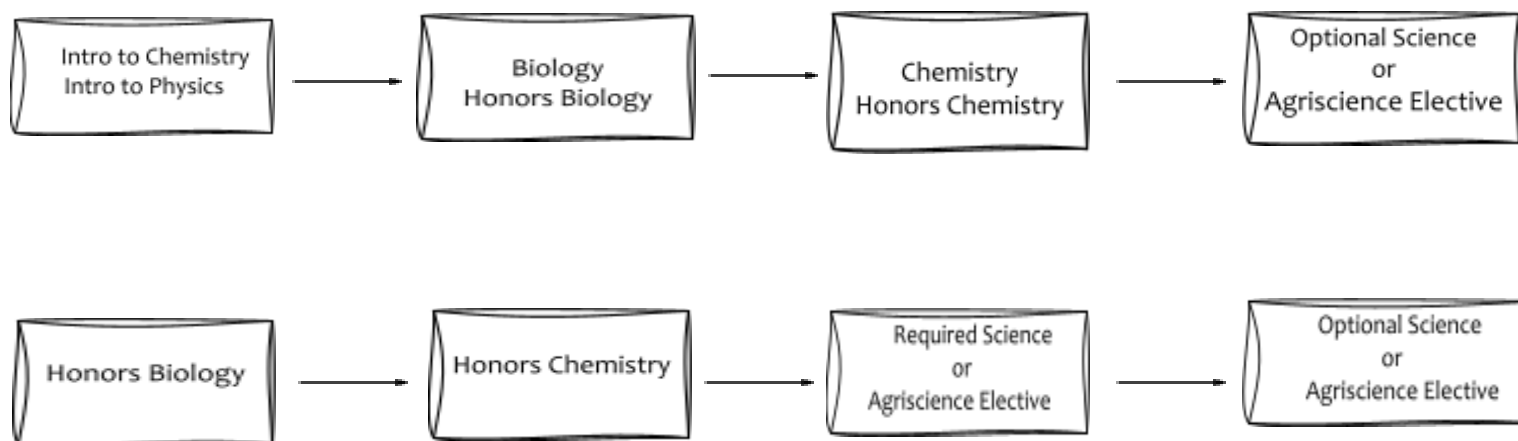 Intro to Chemistry
Intro to Physics
Biology
Honors Biology
Chemistry
Honors Chemistry
Optional Science
or
Agriscience Elective
Honors Biology
Honors Chemistry
Required Science
or
Agriscience Elective
Optional Science
or
Agriscience Elective